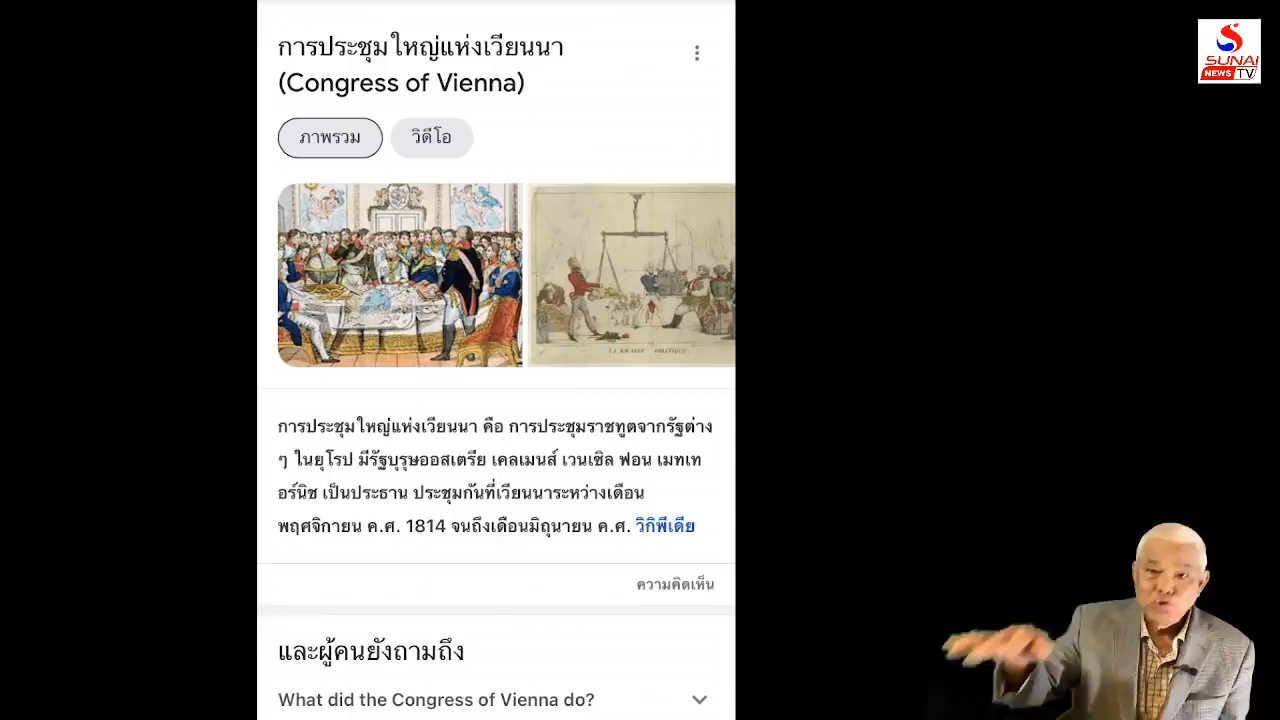 การประชุมใหญ่แห่งเวียนนา
(Congress of Vienna)
ภาพรวม
วิดีโอ
LA BALANCE POLITIQUE
การประชุมใหญ่แห่งเวียนนา คือ การประชุมราชทูตจากรัฐต่าง
ๆ ในยุโรป มีรัฐบุรุษออสเตรีย เคลเมนส์ เวนเซิล ฟอน เมทเท
อร์นิช เป็นประธาน ประชุมกันที่เวียนนาระหว่างเดือน
พฤศจิกายน ค.ศ. 1814 จนถึงเดือนมิถุนายน ค.ศ. วิกิพีเดีย
ความคิดเห็น
และผู้คนยังถามถึง
What did the Congress of Vienna do?
SUNAI
NEWS TV